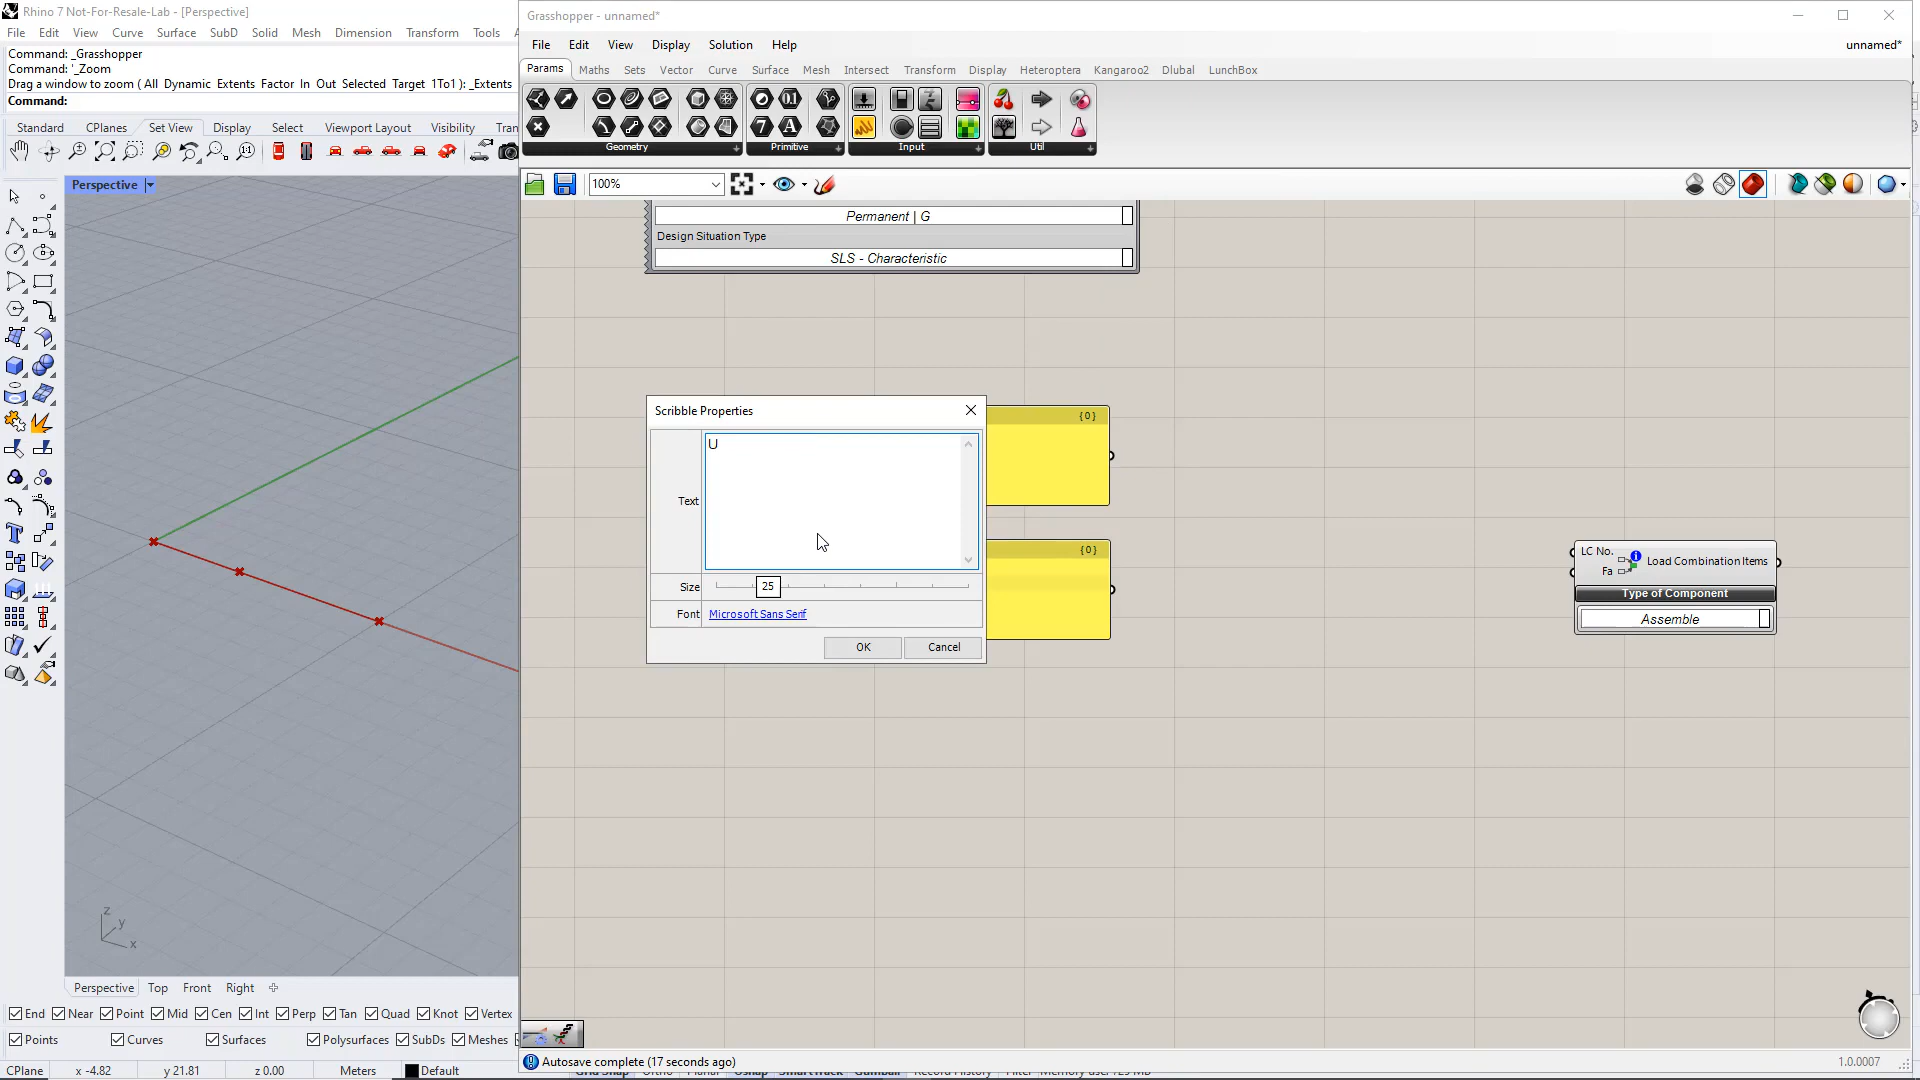 Rhino 7 Not-For-Resale-Lab - [Perspective]
File Edit View Curve Surface SubD Solid Mesh Dimension Transform Tools
Command: _Grasshopper
Command: '_Zoom
Drag a window to zoom ( All Dynamic Extents Factor In Out Selected Target 1To1 ): _Extents
Command:
Standard CPlanes Set View Display Select Viewport Layout Visibility Tran
Perspective
z
y
x
Perspective Top Front Right
End Near Point Mid Cen Int Perp Tan Quad Knot Vertex
Points Curves Surfaces Polysurfaces SubDs Meshes
CPlane x -4.82 y 21.81 z 0.00 Meters Default
Grasshopper - unnamed*
File Edit View Display Solution Help
unnamed*
Params Maths Sets Vector Curve Surface Mesh Intersect Transform Display Heteroptera Kangaroo2 Dlubal LunchBox
Geometry Primitive Input Util
100%
Permanent | G
Design Situation Type
SLS - Characteristic
Scribble Properties
U
Text
Size 25
Font Microsoft Sans Serif
OK Cancel
{0}
{0}
LC No.
Fa
Load Combination Items
Type of Component
Assemble
Autosave complete (17 seconds ago)
1.0.0007